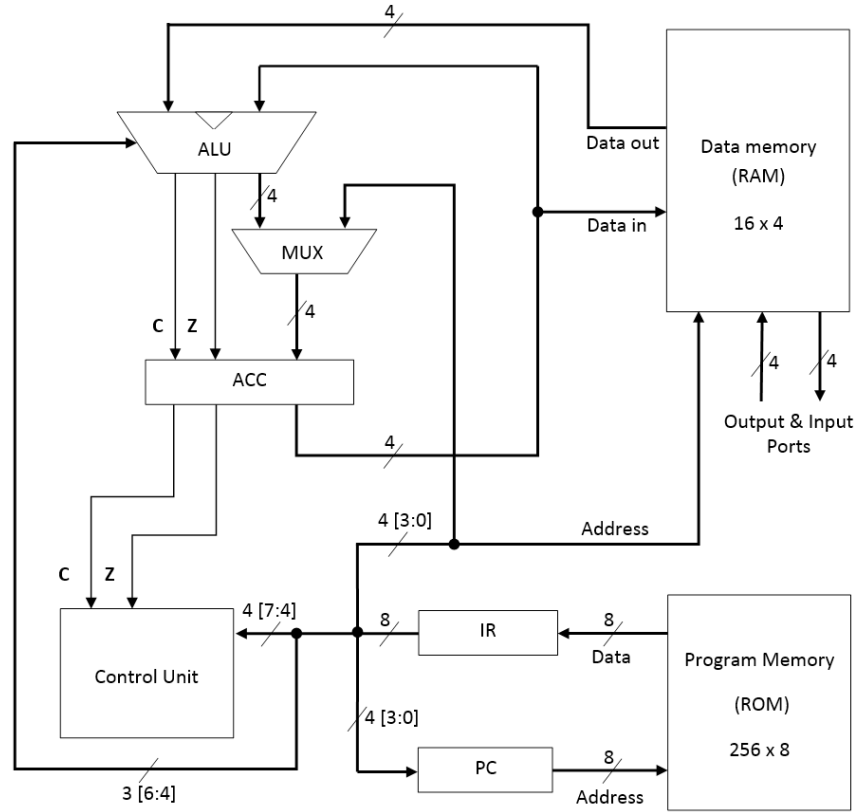 4
ALU
Data out
Data memory
(RAM)
16 x 4
4
MUX
Data in
C Z
4
ACC
4
4
4
Output & Input
Ports
4 [3:0]
Address
C Z
4 [7:4]
8
IR
8
Data
Control Unit
Program Memory
(ROM)
256 x 8
4 [3:0]
PC
8
Address
3 [6:4]